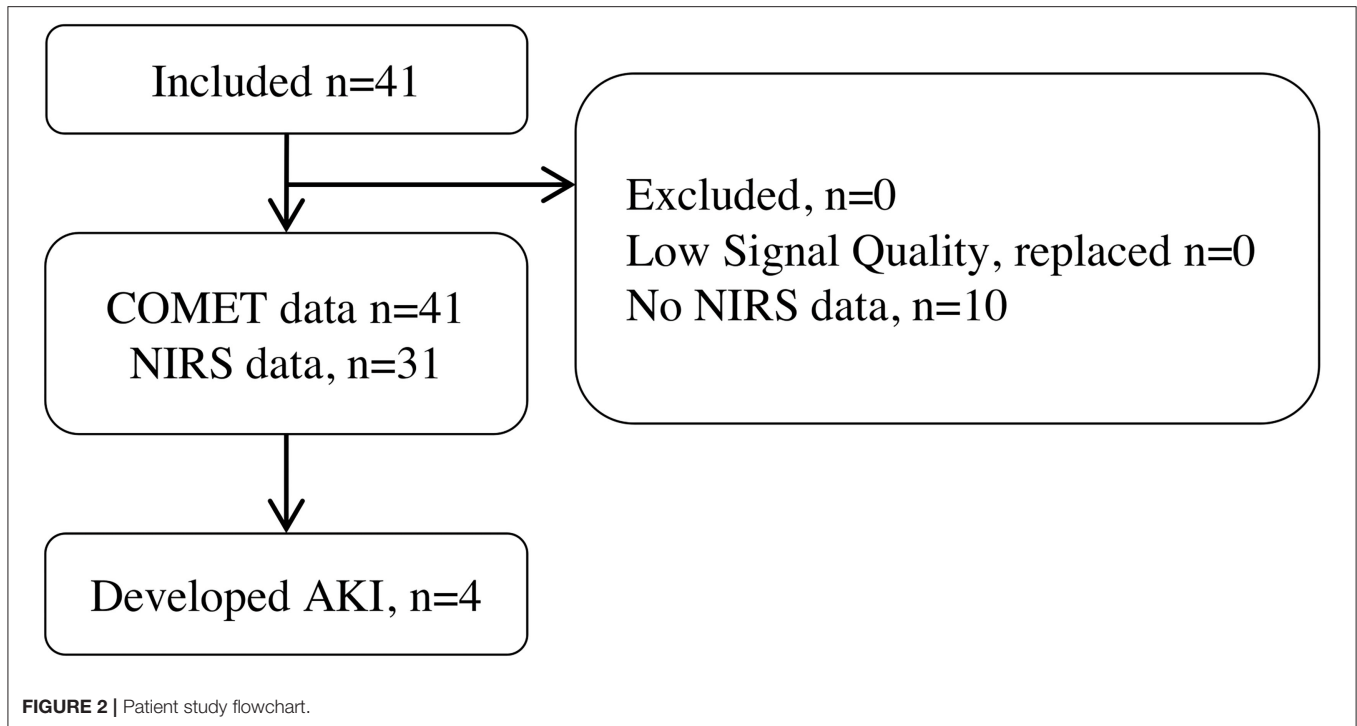 Included n=41
Excluded, n=0
Low Signal Quality, replaced n=0
No NIRS data, n=10
COMET data n=41
NIRS data, n=31
Developed AKI, n=4
FIGURE 2 | Patient study flowchart.